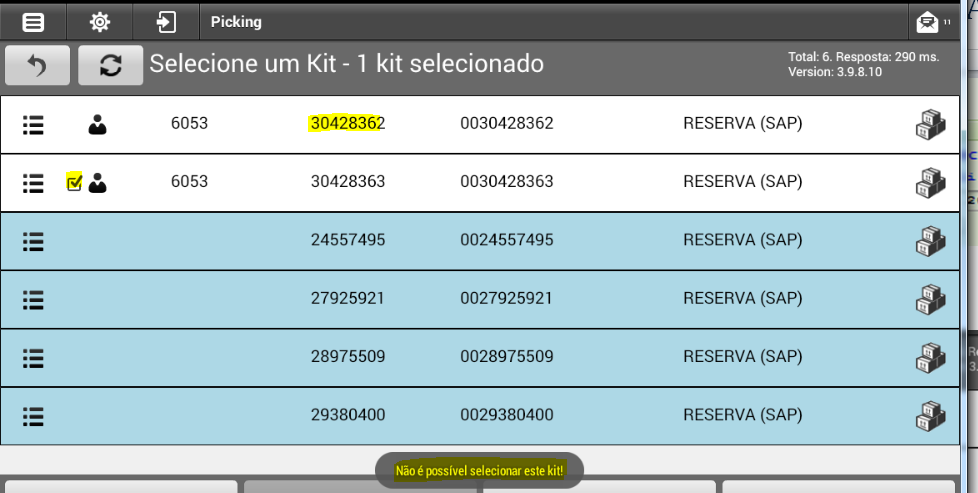 Picking 11
Selecione um Kit - 1 kit selecionado
Total: 6. Resposta: 290 ms.
Version: 3.9.8.10
6053 30428362 0030428362 RESERVA (SAP)
6053 30428363 0030428363 RESERVA (SAP)
24557495 0024557495 RESERVA (SAP)
27925921 0027925921 RESERVA (SAP)
28975509 0028975509 RESERVA (SAP)
29380400 0029380400 RESERVA (SAP)
Não é possível selecionar este kit!